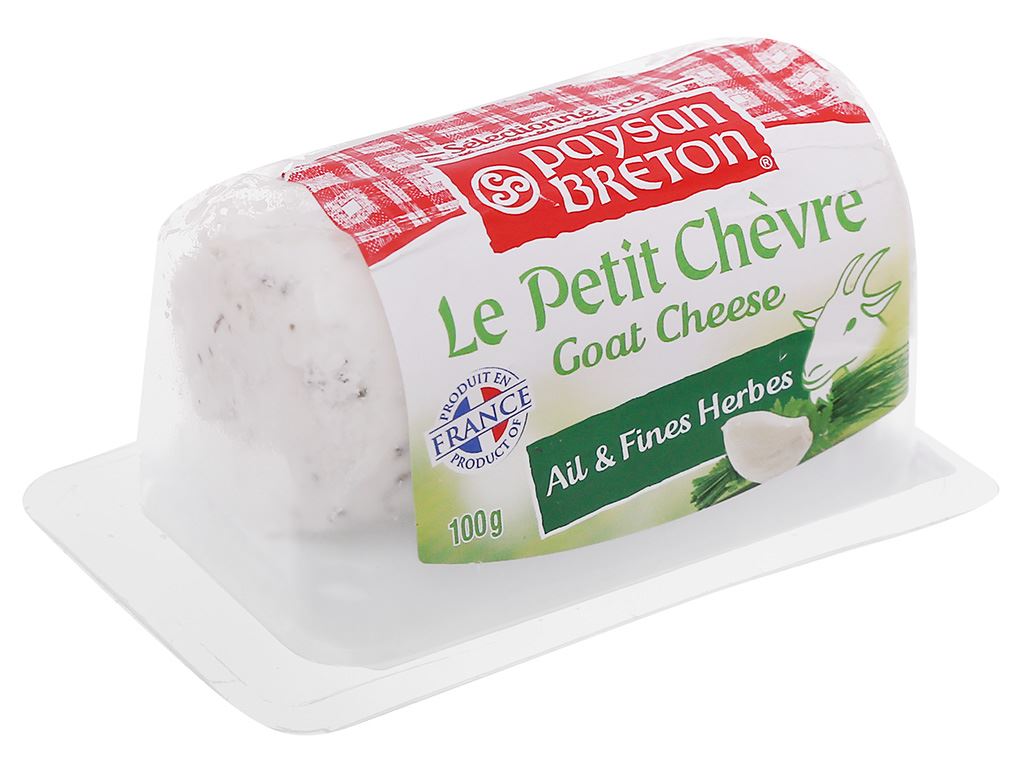 Sélectionné par
paysan
BRETON®
Le Petit Chèvre
Goat Cheese
PRODUIT EN
FRANCE
PRODUCT OF
Ail & Fines Herbes
100g